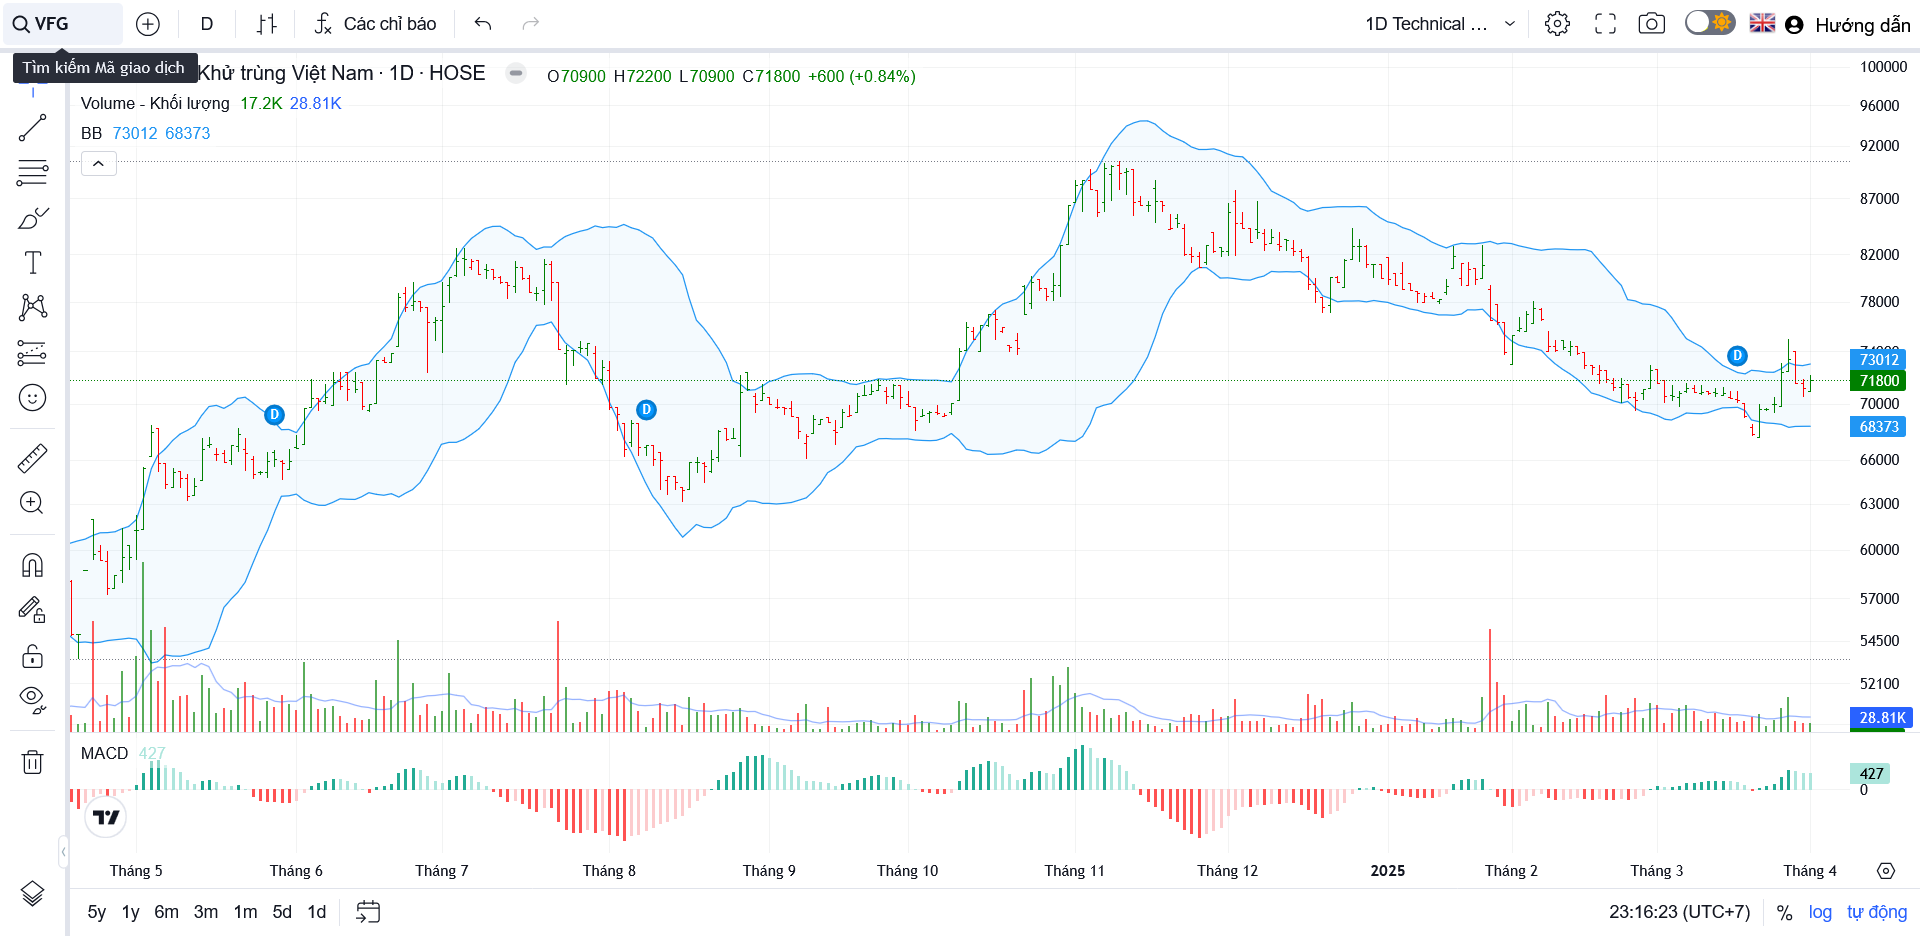 VFG
D
Các chỉ báo
1D Technical ...
Hướng dẫn
Tìm kiếm Mã giao dịch
Khử trùng Việt Nam · 1D · HOSE
O70900 H72200 L70900 C71800 +600 (+0.84%)
Volume - Khối lượng 17.2K 28.81K
BB 73012 68373
100000
96000
92000
87000
82000
78000
73012
71800
70000
68373
66000
63000
60000
57000
54500
52100
28.81K
D
D
D
MACD 427
427
0
Tháng 5 Tháng 6 Tháng 7 Tháng 8 Tháng 9 Tháng 10 Tháng 11 Tháng 12 2025 Tháng 2 Tháng 3 Tháng 4
5y 1y 6m 3m 1m 5d 1d
23:16:23 (UTC+7) % log tự động